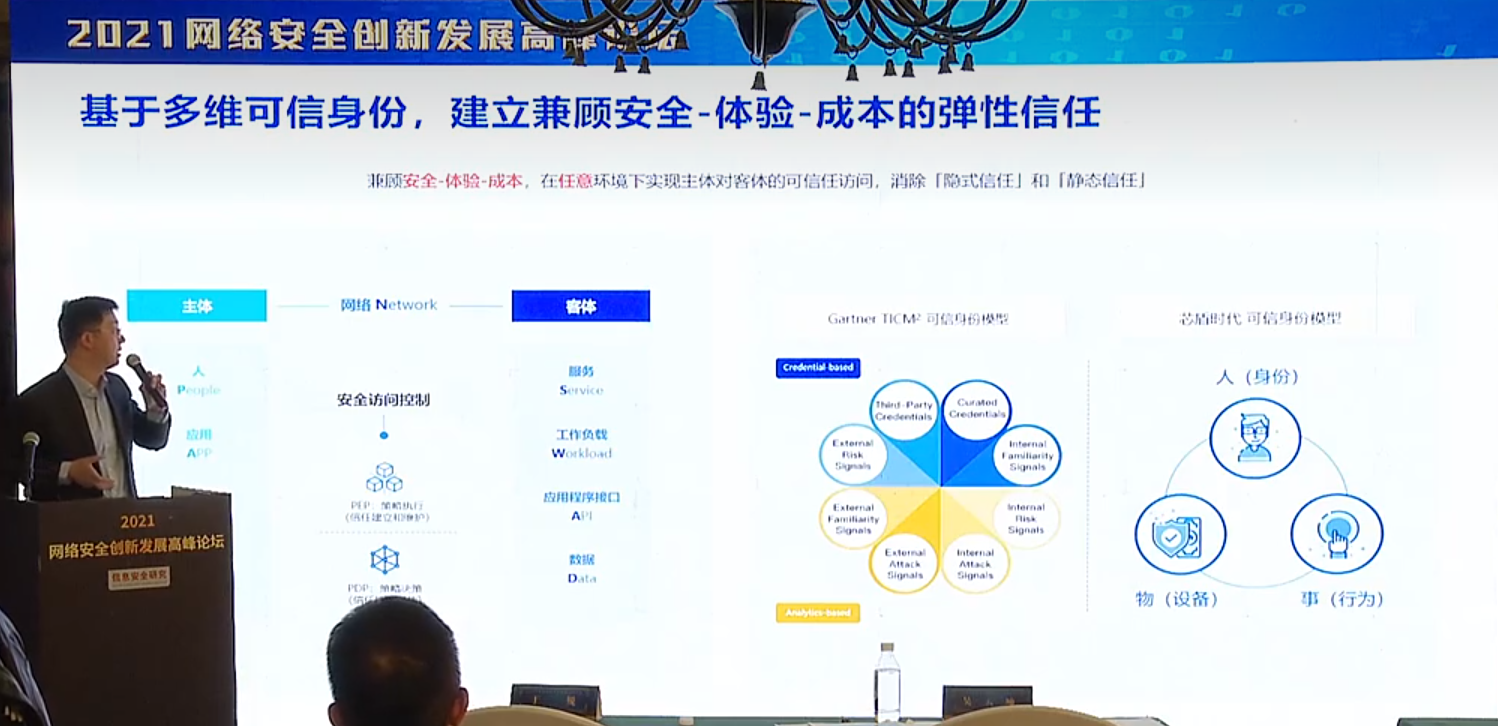 2021网络安全创新发展高峰论坛
基于多维可信身份，建立兼顾安全-体验-成本的弹性信任
兼顾安全-体验-成本，在任意环境下实现主体对客体的可信任访问，消除「隐式信任」和「静态信任」
主体
网络 Network
客体
人
People
应用
APP
安全访问控制
PEP：策略执行
(信任建立和维护)
PDP：策略决策
服务
Service
工作负载
Workload
应用程序接口
API
数据
Data
Gartner TICM² 可信身份模型
Credential-based
Third-Party
Credentials
Curated
Credentials
External
Risk
Signals
Internal
Familiarity
Signals
External
Familiarity
Signals
Internal
Risk
Signals
External
Attack
Signals
Internal
Attack
Signals
Analytics-based
芯盾时代 可信身份模型
人（身份）
物（设备）
事（行为）
2021
网络安全创新发展高峰论坛
信息安全研究